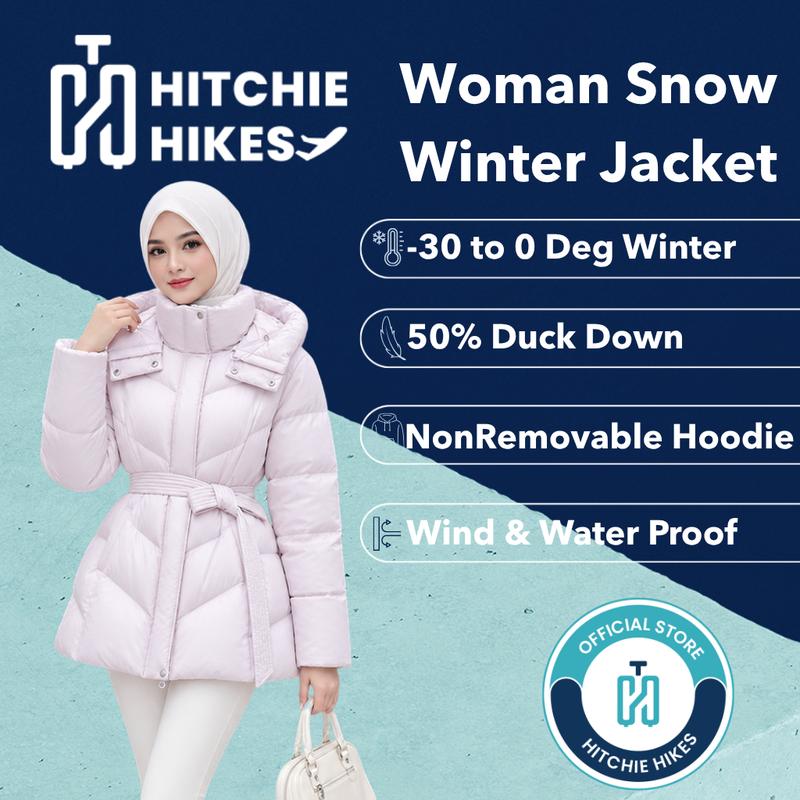 HITCHIE
HIKES
Woman Snow
Winter Jacket
-30 to 0 Deg Winter
50% Duck Down
NonRemovable Hoodie
Wind & Water Proof
OFFICIAL STORE
HITCHIE HIKES